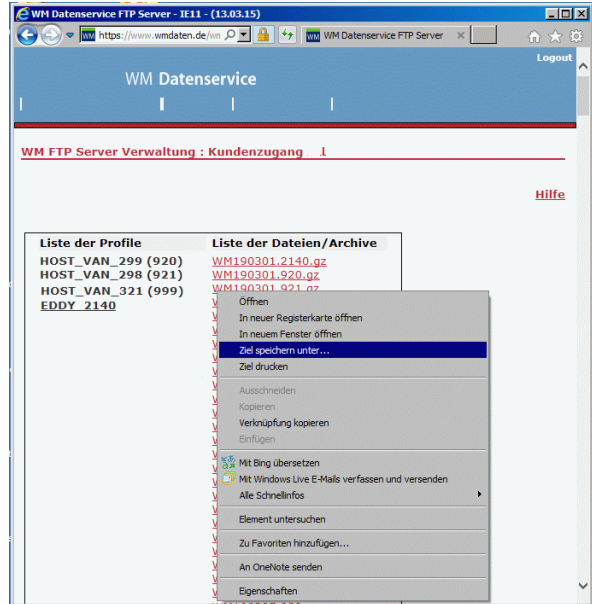 WM Datenservice FTP Server - IE11 - (13.03.15)
https://www.wmdaten.de/wm
WM Datenservice FTP Server
Logout
WM Datenservice
WM FTP Server Verwaltung : Kundenzugang
Hilfe
Liste der Profile Liste der Dateien/Archive
HOST_VAN_299 (920) WM190301.2140.gz
HOST_VAN_298 (921) WM190301.920.gz
HOST_VAN_321 (999) WM190301.921.gz
EDDY_2140
Öffnen
In neuer Registerkarte öffnen
In neuem Fenster öffnen
Ziel speichern unter...
Ziel drucken
Ausschneiden
Kopieren
Verknüpfung kopieren
Einfügen
Mit Bing übersetzen
Mit Windows Live E-Mails verfassen und versenden
Alle Schnellinfos
Element untersuchen
Zu Favoriten hinzufügen...
An OneNote senden
Eigenschaften